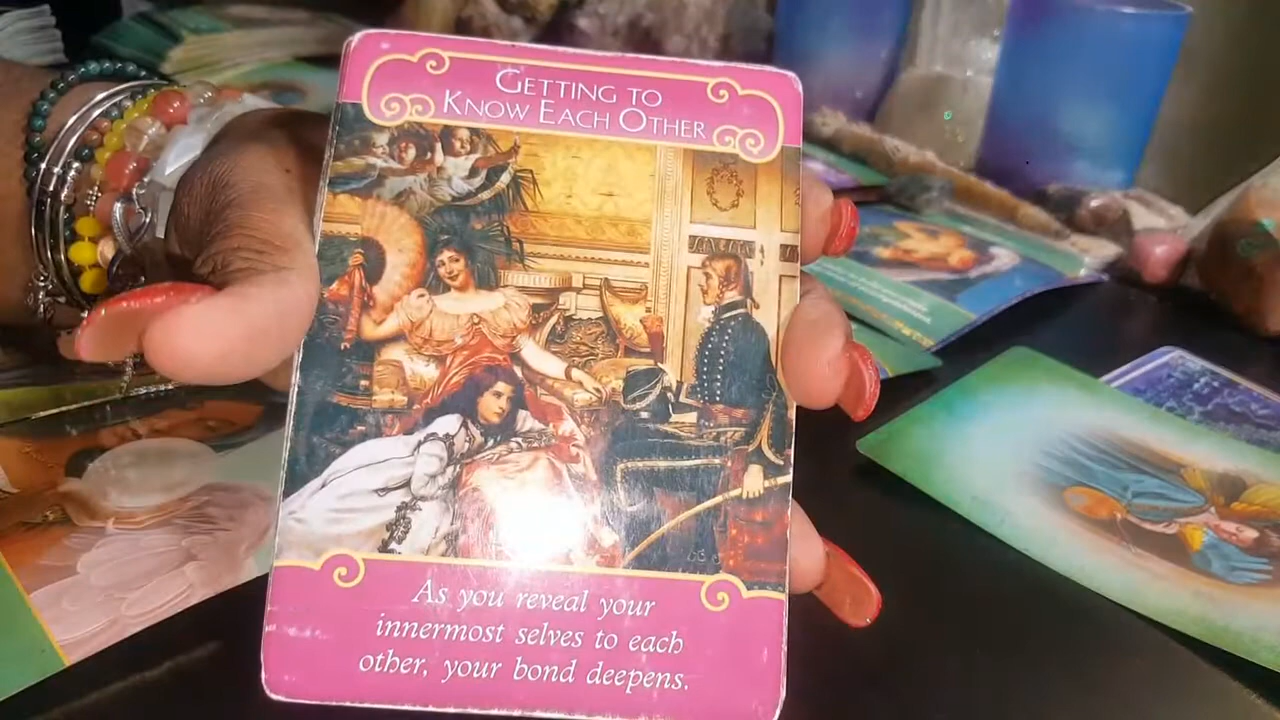 GETTING TO
KNOW EACH OTHER
As you reveal your
innermost selves to each
other, your bond deepens.